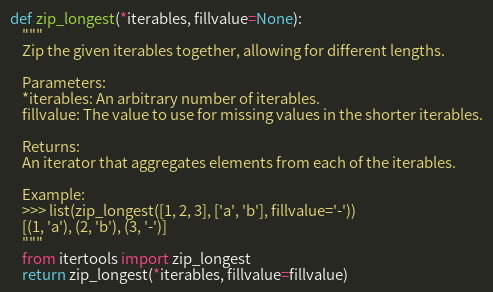 def zip_longest(*iterables, fillvalue=None):
"""
Zip the given iterables together, allowing for different lengths.
Parameters:
*iterables: An arbitrary number of iterables.
fillvalue: The value to use for missing values in the shorter iterables.
Returns:
An iterator that aggregates elements from each of the iterables.
Example:
>>> list(zip_longest([1, 2, 3], ['a', 'b'], fillvalue='-'))
[(1, 'a'), (2, 'b'), (3, '-')]
"""
from itertools import zip_longest
return zip_longest(*iterables, fillvalue=fillvalue)